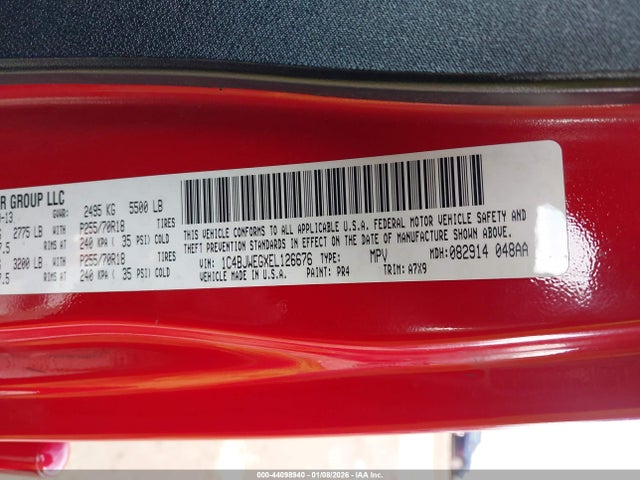 R GROUP LLC
-13 GVWR: 2495 KG 5500 LB
2775 LB WITH P255/70R18 TIRES
7.5 RIMS AT 240 KPA ( 35 PSI) COLD
3200 LB WITH P255/70R18 TIRES
7.5 RIMS AT 240 KPA ( 35 PSI) COLD
THIS VEHICLE CONFORMS TO ALL APPLICABLE U.S.A. FEDERAL MOTOR VEHICLE SAFETY AND
THEFT PREVENTION STANDARDS IN EFFECT ON THE DATE OF MANUFACTURE SHOWN ABOVE.
VIN: 1C4BJWEGXEL126676 TYPE: MPV MDH: 082914 048AA
MADE IN U.S.A. PAINT: PR4 TRIM: A7X9
000-44098940 - 01/08/2026 - IAA Inc.